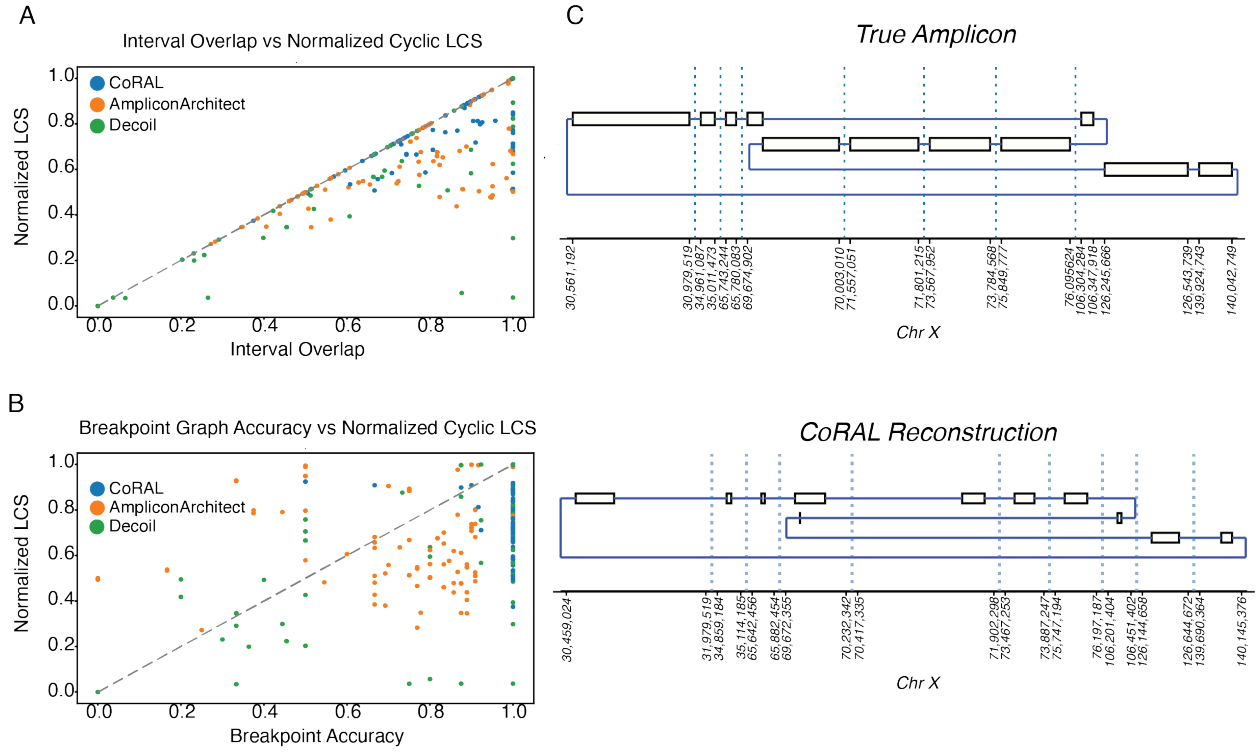 A
Interval Overlap vs Normalized Cyclic LCS
Normalized LCS
1.0
0.8
0.6
0.4
0.2
0.0
CoRAL
AmpliconArchitect
Decoil
0.0 0.2 0.4 0.6 0.8 1.0
Interval Overlap
B
Breakpoint Graph Accuracy vs Normalized Cyclic LCS
Normalized LCS
1.0
0.8
0.6
0.4
0.2
0.0
CoRAL
AmpliconArchitect
Decoil
0.0 0.2 0.4 0.6 0.8 1.0
Breakpoint Accuracy
C
True Amplicon
30,561,192
30,979,519
34,961,087
35,011,473
65,743,244
65,780,083
69,674,902
70,003,010
71,557,051
71,801,215
73,567,952
73,784,568
75,849,777
76,095624
106,304,284
106,347,918
126,245,666
126,543,739
139,924,743
140,042,749
Chr X
CoRAL Reconstruction
30,459,024
31,979,519
34,859,184
35,114,185
65,642,456
65,882,454
69,672,355
70,232,342
70,417,335
71,902,298
73,467,253
73,887,247
75,747,194
76,197,187
106,201,404
106,451,402
126,144,658
126,644,672
139,690,364
140,145,376
Chr X